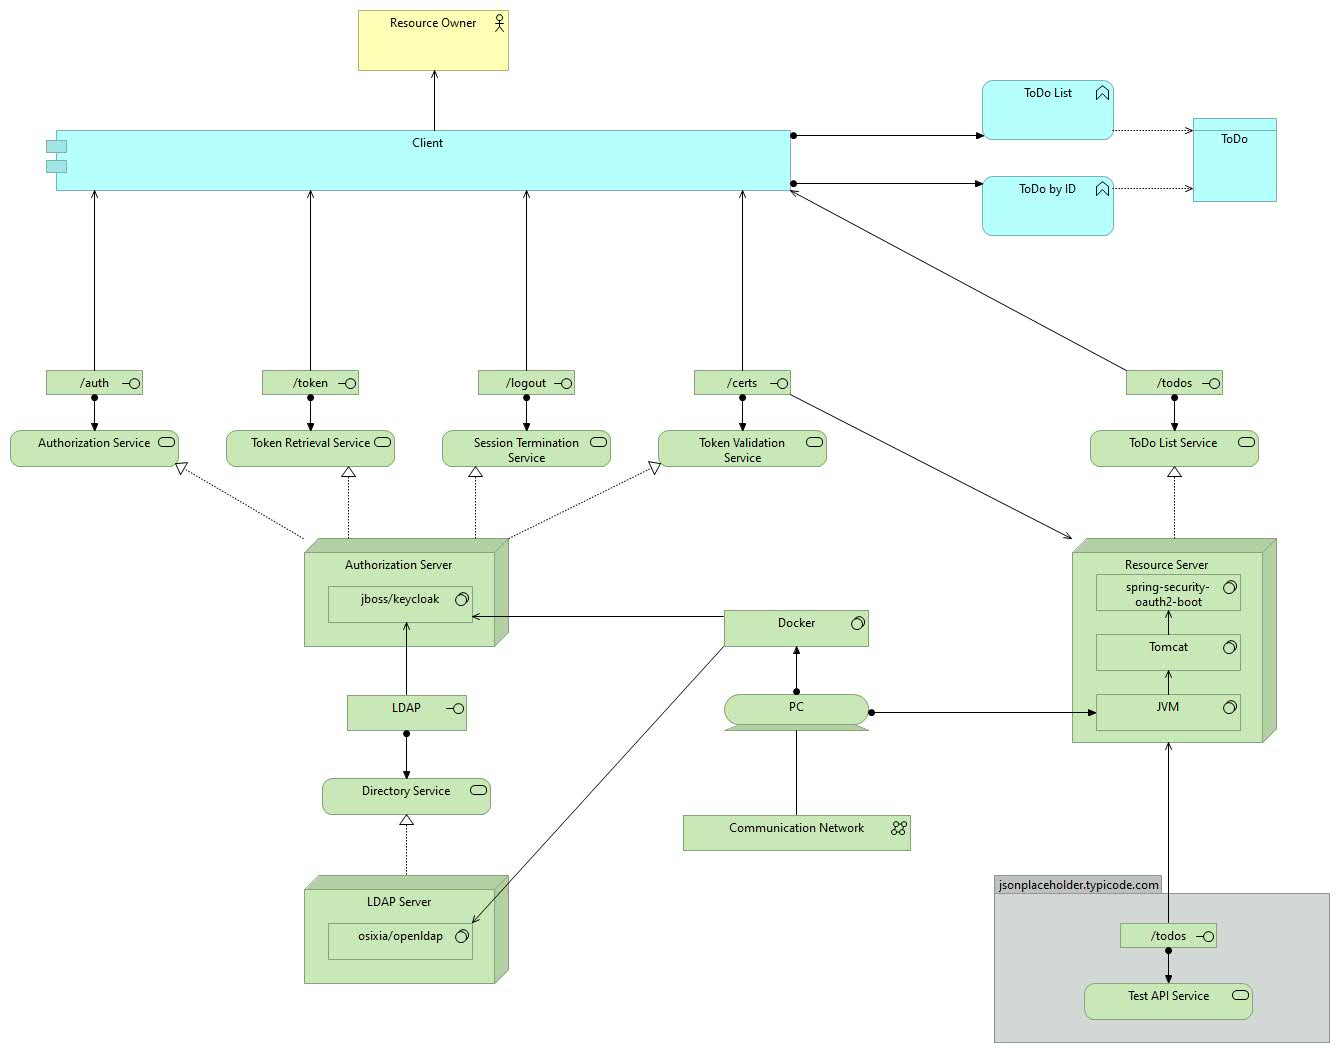 Resource Owner
Client
ToDo List
ToDo
ToDo by ID
/auth
/token
/logout
/certs
/todos
Authorization Service
Token Retrieval Service
Session Termination
Service
Token Validation
Service
ToDo List Service
Authorization Server
jboss/keycloak
Docker
Resource Server
spring-security-
oauth2-boot
Tomcat
LDAP
PC
JVM
Directory Service
Communication Network
LDAP Server
osixia/openldap
jsonplaceholder.typicode.com
/todos
Test API Service